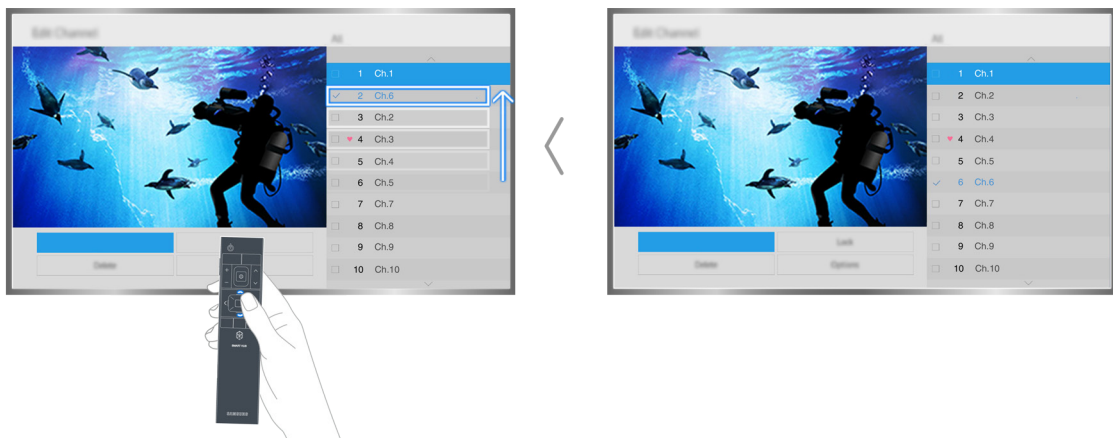 Edit Channel
All
1 Ch.1
2 Ch.6
3 Ch.2
4 Ch.3
5 Ch.4
6 Ch.5
7 Ch.7
8 Ch.8
9 Ch.9
10 Ch.10
Delete
SMART HUB
SAMSUNG
Edit Channel
All
1 Ch.1
2 Ch.2
3 Ch.3
4 Ch.4
5 Ch.5
6 Ch.6
7 Ch.7
8 Ch.8
9 Ch.9
10 Ch.10
Lock
Delete
Options